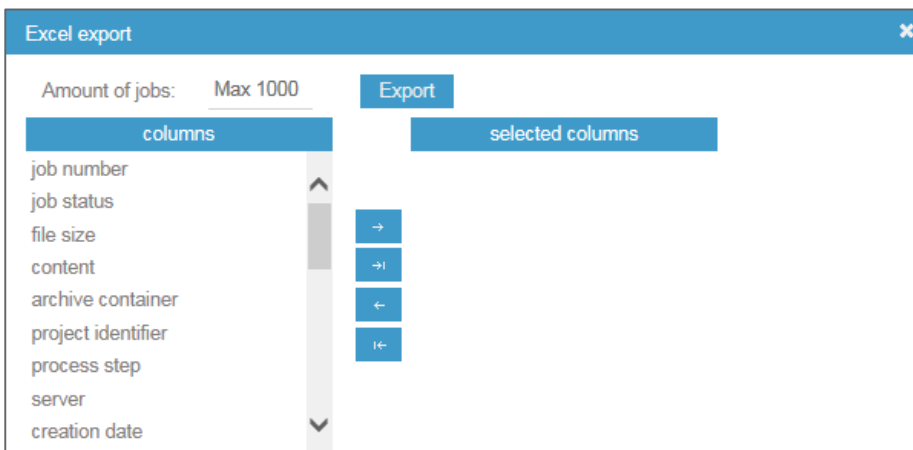 Excel export
Amount of jobs: Max 1000 Export
columns selected columns
job number
job status
file size
content
archive container
project identifier
process step
server
creation date